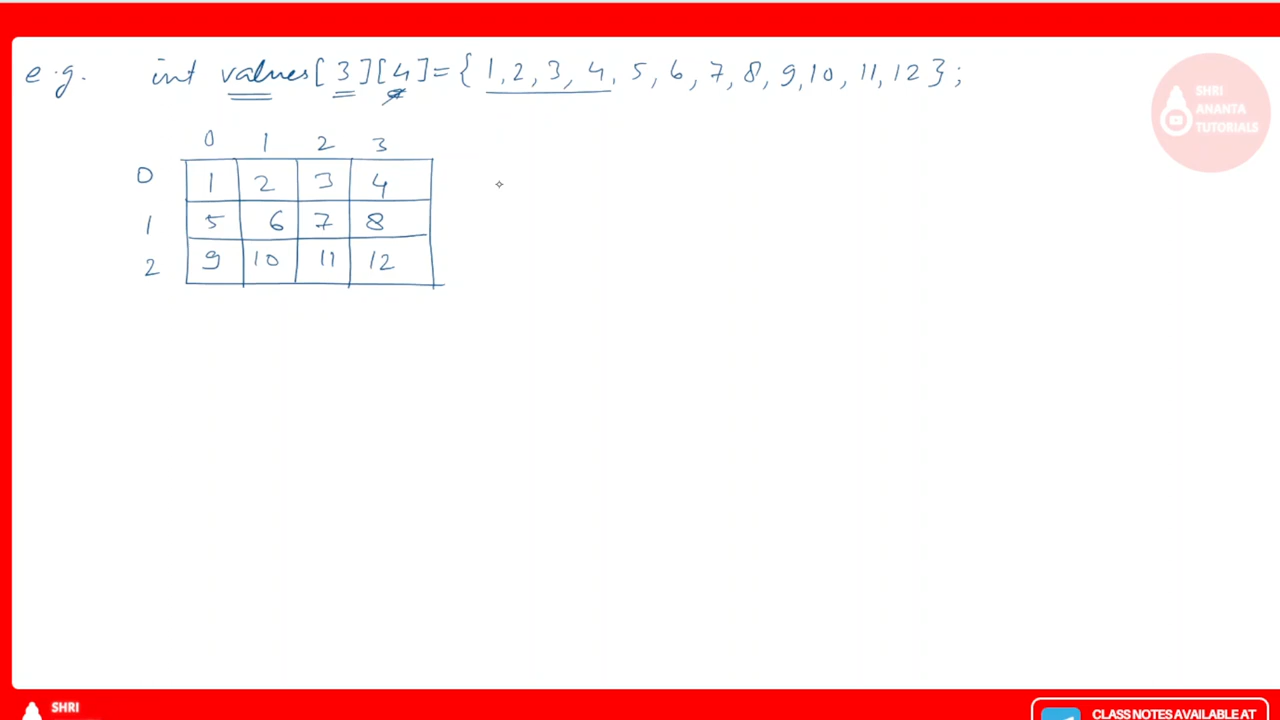 e.g. int values[3][4]={1,2,3,4,5,6,7,8,9,10,11,12};
SHRI
ANANTA
TUTORIALS
0 1 2 3
0 1 2 3 4
1 5 6 7 8
2 9 10 11 12
SHRI
CLASS NOTES AVAILABLE AT